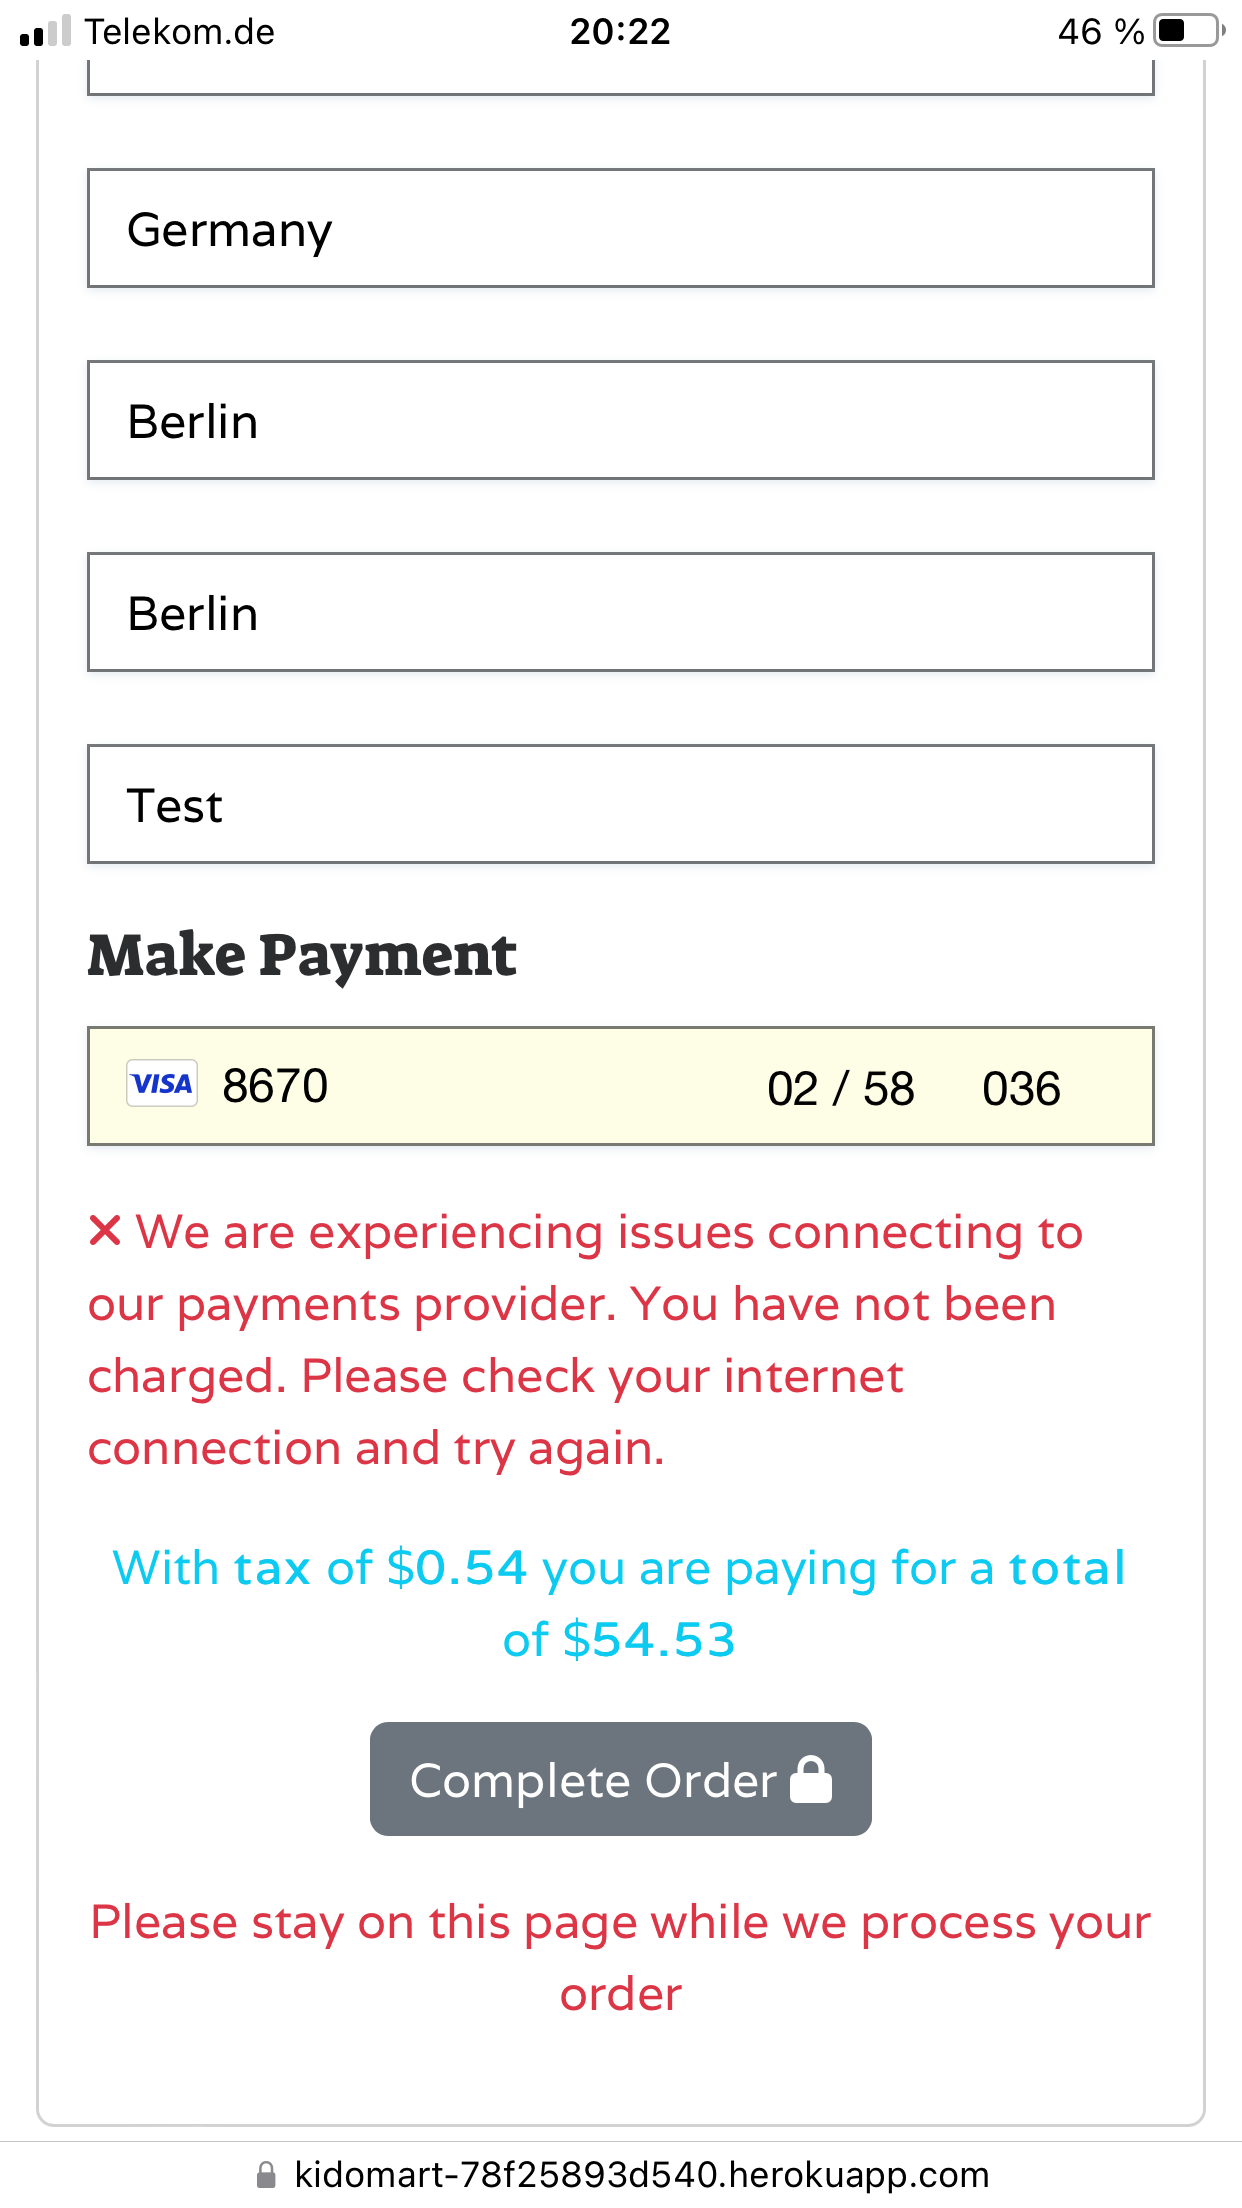 Telekom.de 20:22 46 %
Germany
Berlin
Berlin
Test
Make Payment
VISA 8670 02 / 58 036
✕ We are experiencing issues connecting to
our payments provider. You have not been
charged. Please check your internet
connection and try again.
With tax of $0.54 you are paying for a total
of $54.53
Complete Order
Please stay on this page while we process your
order
kidomart-78f25893d540.herokuapp.com